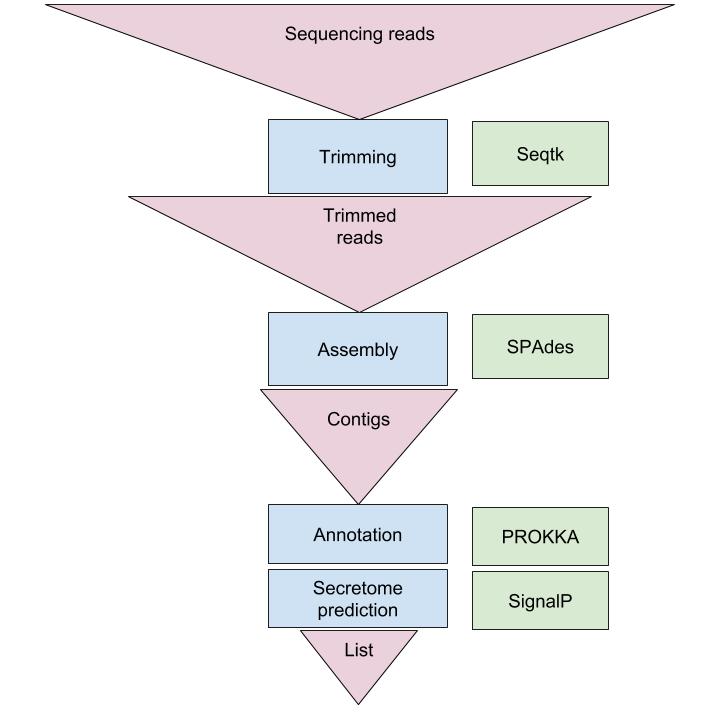 Sequencing reads
Trimming
Seqtk
Trimmed
reads
Assembly
SPAdes
Contigs
Annotation
PROKKA
Secretome
prediction
SignalP
List